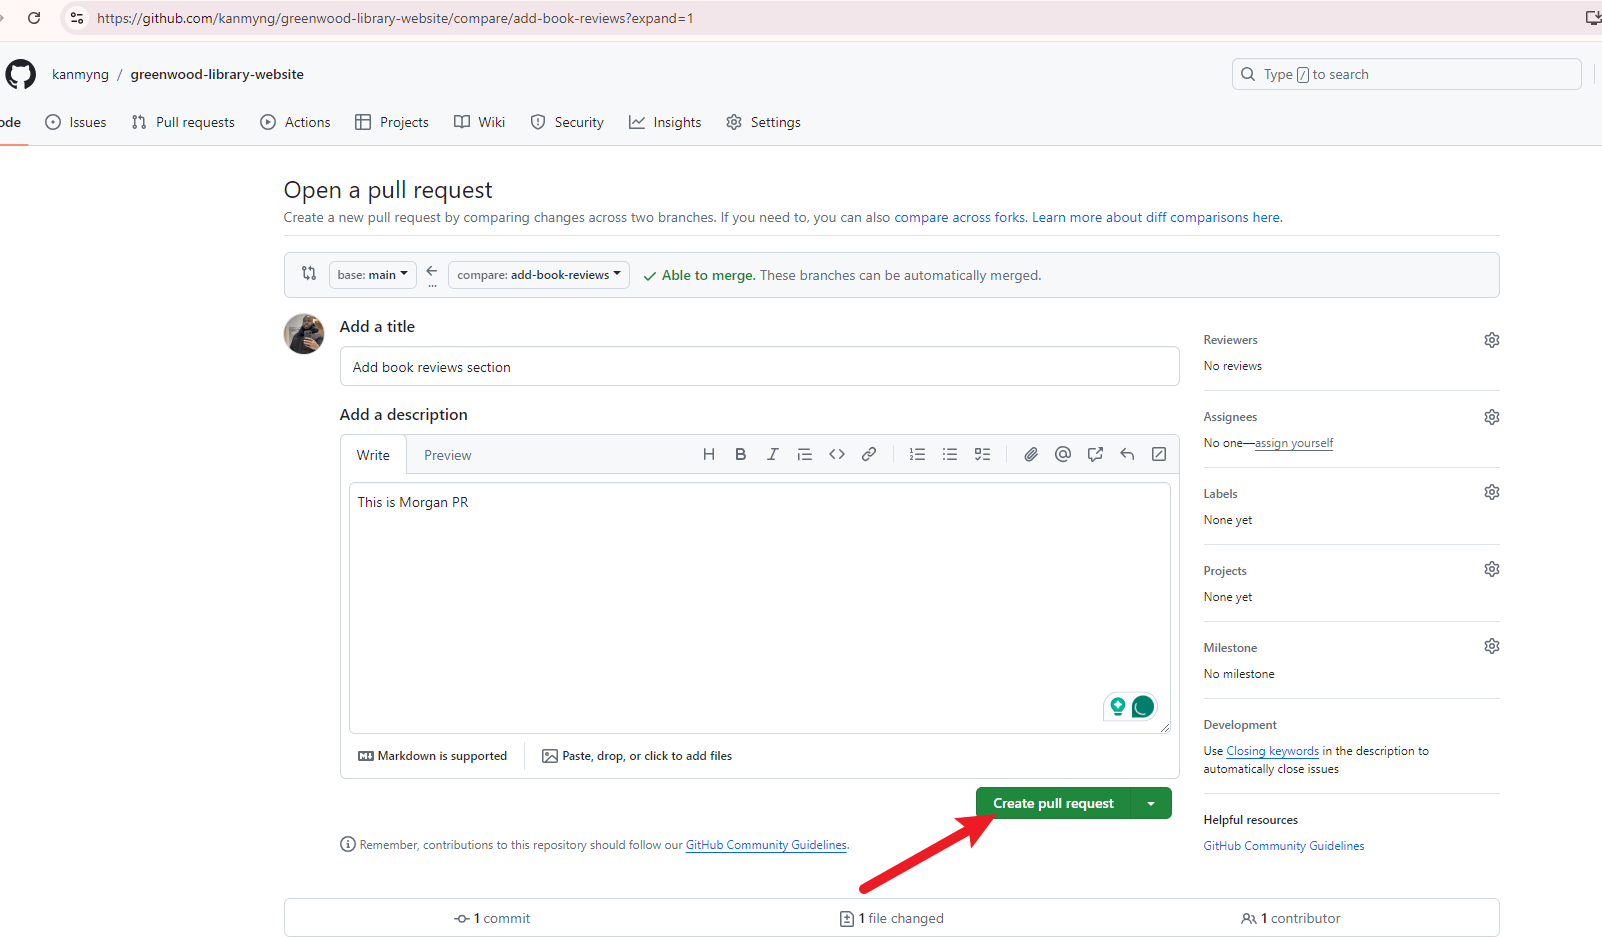 https://github.com/kanmyng/greenwood-library-website/compare/add-book-reviews?expand=1
kanmyng / greenwood-library-website
Type / to search
ode Issues Pull requests Actions Projects Wiki Security Insights Settings
Open a pull request
Create a new pull request by comparing changes across two branches. If you need to, you can also compare across forks. Learn more about diff comparisons here.
base: main ... compare: add-book-reviews Able to merge. These branches can be automatically merged.
Add a title
Add book reviews section
Add a description
Write Preview
This is Morgan PR
Markdown is supported Paste, drop, or click to add files
Create pull request
Remember, contributions to this repository should follow our GitHub Community Guidelines.
Reviewers
No reviews
Assignees
No one—assign yourself
Labels
None yet
Projects
None yet
Milestone
No milestone
Development
Use Closing keywords in the description to
automatically close issues
Helpful resources
GitHub Community Guidelines
1 commit 1 file changed 1 contributor